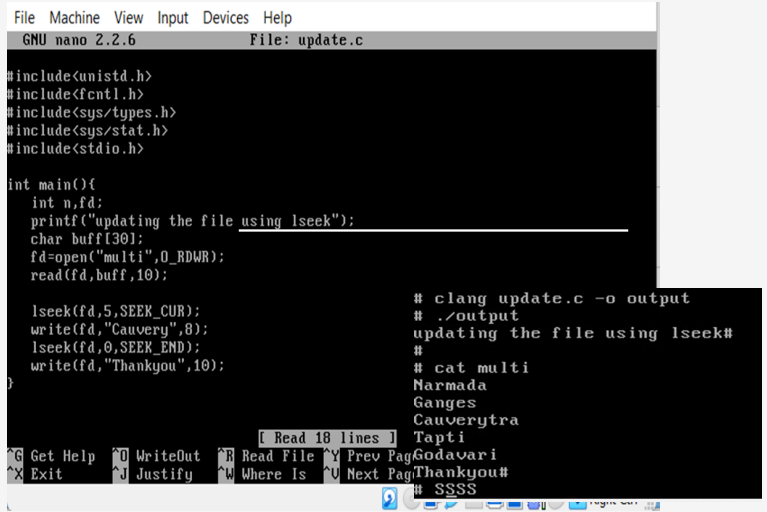 File Machine View Input Devices Help
GNU nano 2.2.6 File: update.c
#include<unistd.h>
#include<fcntl.h>
#include<sys/types.h>
#include<sys/stat.h>
#include<stdio.h>
int main(){
int n,fd;
printf("updating the file using lseek");
char buff[30];
fd=open("multi",O_RDWR);
read(fd,buff,10);
lseek(fd,5,SEEK_CUR);
write(fd,"Cauvery",8);
lseek(fd,0,SEEK_END);
write(fd,"Thankyou",10);
}
[ Read 18 lines ]
^G Get Help ^O WriteOut ^R Read File ^Y Prev Pag
^X Exit ^J Justify ^W Where Is ^V Next Pag
# clang update.c -o output
# ./output
updating the file using lseek#
#
# cat multi
Narmada
Ganges
Cauverytra
Tapti
Godavari
Thankyou#
# SSSS